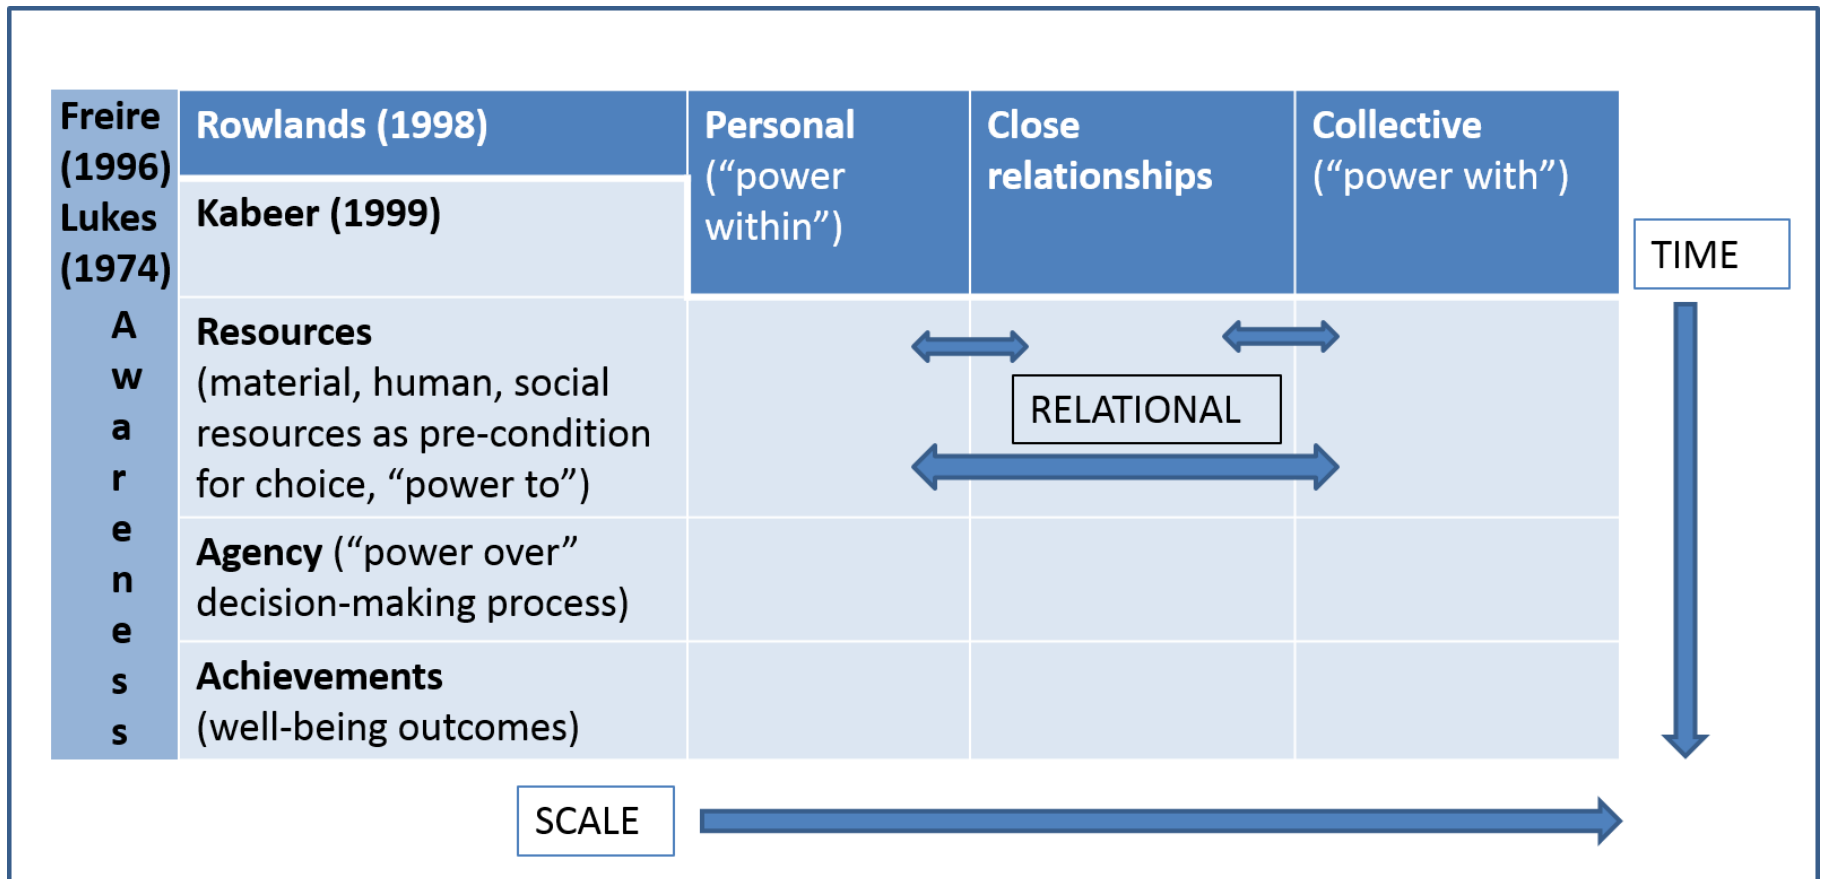 Freire
(1996)
Lukes
(1974)
A
w
a
r
e
n
e
s
s
Rowlands (1998)
Kabeer (1999)
Personal
(“power
within”)
Close
relationships
Collective
(“power with”)
Resources
(material, human, social
resources as pre-condition
for choice, “power to”)
RELATIONAL
Agency (“power over”
decision-making process)
Achievements
(well-being outcomes)
TIME
SCALE